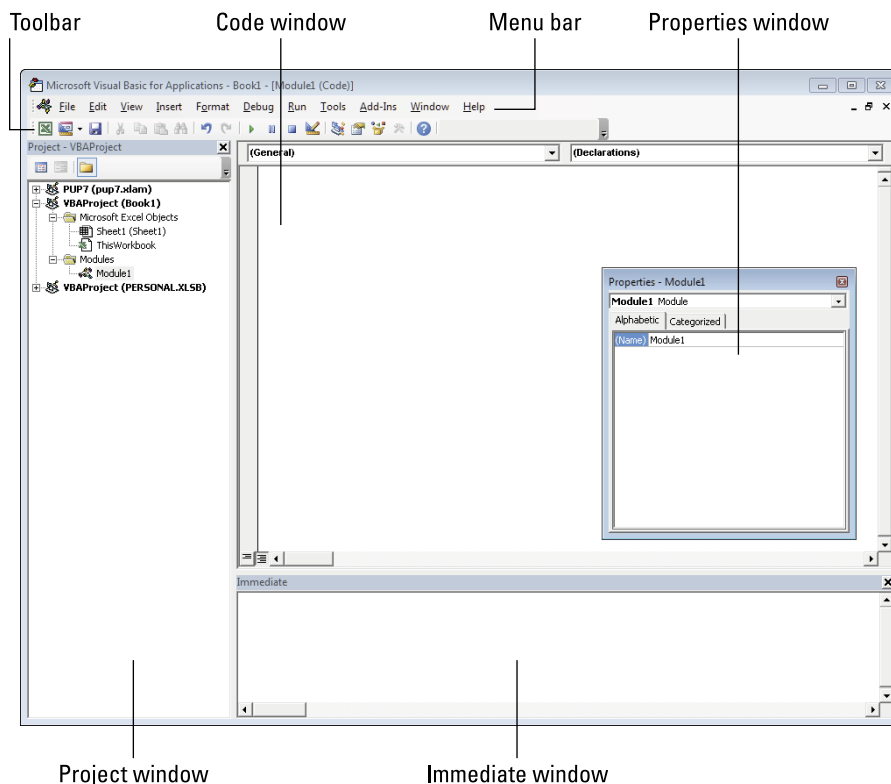 Toolbar Code window Menu bar Properties window
Microsoft Visual Basic for Applications - Book1 - [Module1 (Code)]
File Edit View Insert Format Debug Run Tools Add-Ins Window Help
Project - VBAProject
(General) (Declarations)
PUP7 (pup7.xlam)
VBAProject (Book1)
Microsoft Excel Objects
Sheet1 (Sheet1)
ThisWorkbook
Modules
Module1
VBAProject (PERSONAL.XLSB)
Properties - Module1
Module1 Module
Alphabetic Categorized
(Name) Module1
Immediate
Project window Immediate window